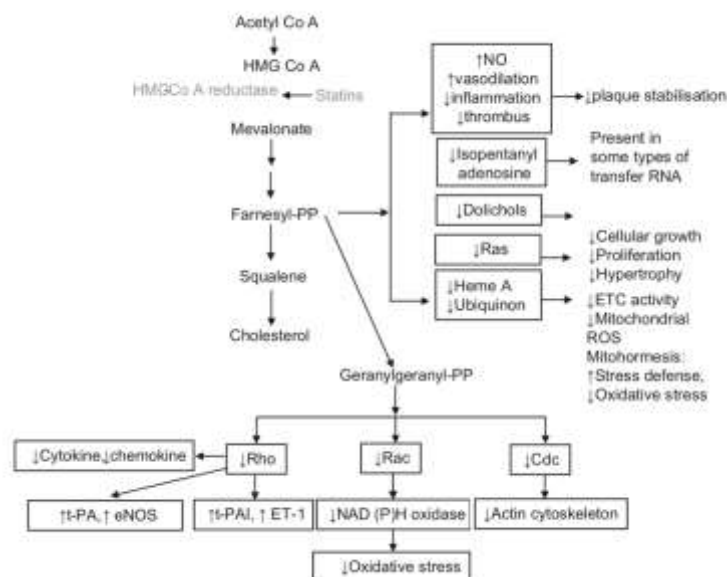 Acetyl Co A
HMG Co A
HMGCo A reductase
Statins
Mevalonate
Farnesyl-PP
Squalene
Cholesterol
↑NO
↑vasodilation
↓inflammation
↓thrombus
↓plaque stabilisation
↓Isopentanyl
adenosine
Present in
some types of
transfer RNA
↓Dolichols
↓Ras
↓Cellular growth
↓Proliferation
↓Hypertrophy
↓Heme A
↓Ubiquinon
↓ETC activity
↓Mitochondrial
ROS
Mitohormesis:
↑Stress defense,
↓Oxidative stress
Geranylgeranyl-PP
↓Cytokine,↓chemokine
↓Rho
↓Rac
↓Cdc
↑t-PA,↑ eNOS
↑t-PAI, ↑ ET-1
↓NAD (P)H oxidase
↓Actin cytoskeleton
↓Oxidative stress